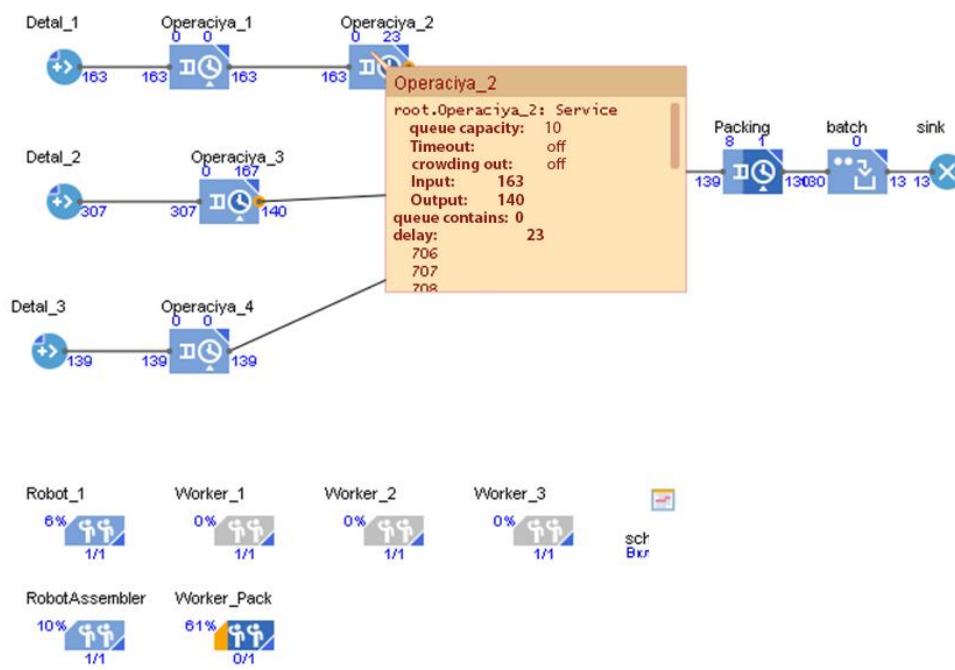 Detal_1
Operaciya_1
Operaciya_2
0 0
0 23
163
163
163
163
Operaciya_2
root.Operaciya_2: Service
queue capacity: 10
Timeout: off
crowding out: off
Input: 163
Output: 140
queue contains: 0
delay: 23
706
707
708
Detal_2
Operaciya_3
0 167
307
307
140
Packing
batch
sink
8 1
0
139
130
13
13
Detal_3
Operaciya_4
0 0
139
139
139
Robot_1
Worker_1
Worker_2
Worker_3
6%
0%
0%
0%
1/1
1/1
1/1
1/1
sch
Вкл
RobotAssembler
Worker_Pack
10%
61%
1/1
0/1